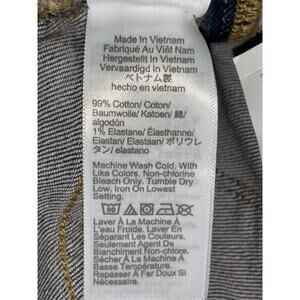 Made In Vietnam
Fabriqué Au Viêt Nam
Hergestellt In Vietnam
Vervaardigd In Vietnam
ベトナム製
hecho en vietnam
99% Cotton/ Coton/
Baumwolle/ Katoen/ 綿/
algodón
1% Elastane/ Élasthanne/
Elastan/ Elastaan/ ポリウレ
タン/ elastano
Machine Wash Cold, With
Like Colors. Non-chlorine
Bleach Only. Tumble Dry
Low, Iron On Lowest
Setting.
Laver À La Machine À
L'eau Froide. Laver En
Séparant Les Couleurs.
Seulement Agent De
Blanchiment Non-chlore.
Sécher À La Machine À
Basse Température.
Repasser À Fer Doux Si
Nécessaire.